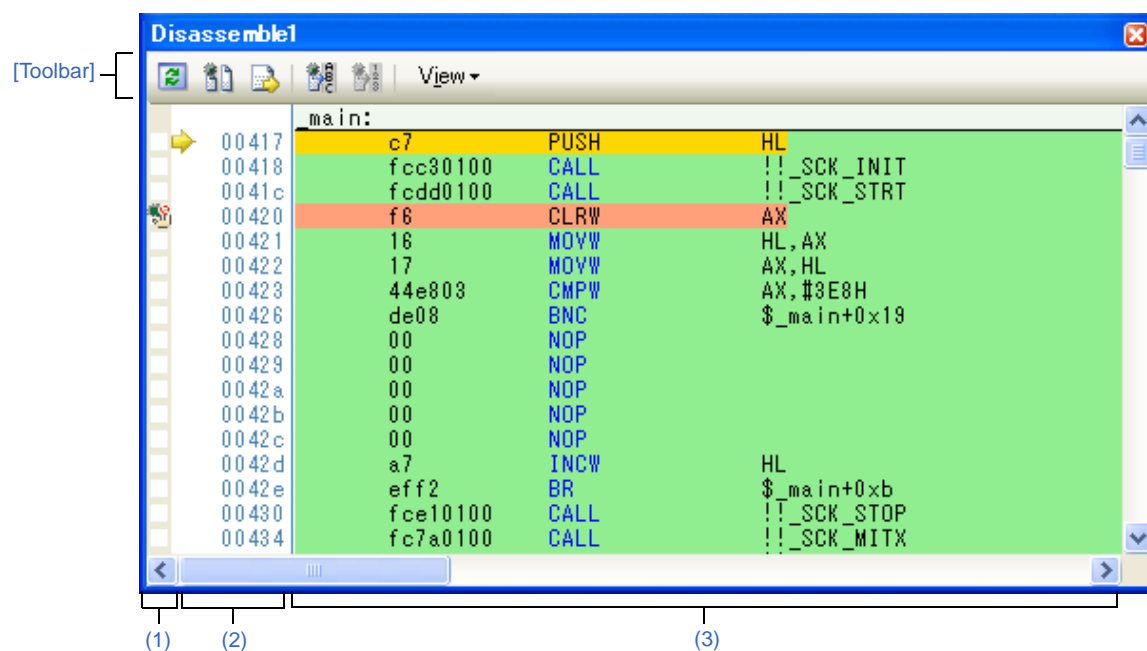 Disassemble1
[Toolbar]
View
_main:
00417 c7 PUSH HL
00418 fcc30100 CALL !!_SCK_INIT
0041c fcdd0100 CALL !!_SCK_STRT
00420 f6 CLRW AX
00421 16 MOVW HL,AX
00422 17 MOVW AX,HL
00423 44e803 CMPW AX,#3E8H
00426 de08 BNC $_main+0x19
00428 00 NOP
00429 00 NOP
0042a 00 NOP
0042b 00 NOP
0042c 00 NOP
0042d a7 INCW HL
0042e eff2 BR $_main+0xb
00430 fce10100 CALL !!_SCK_STOP
00434 fc7a0100 CALL !!_SCK_MITX
(1) (2) (3)